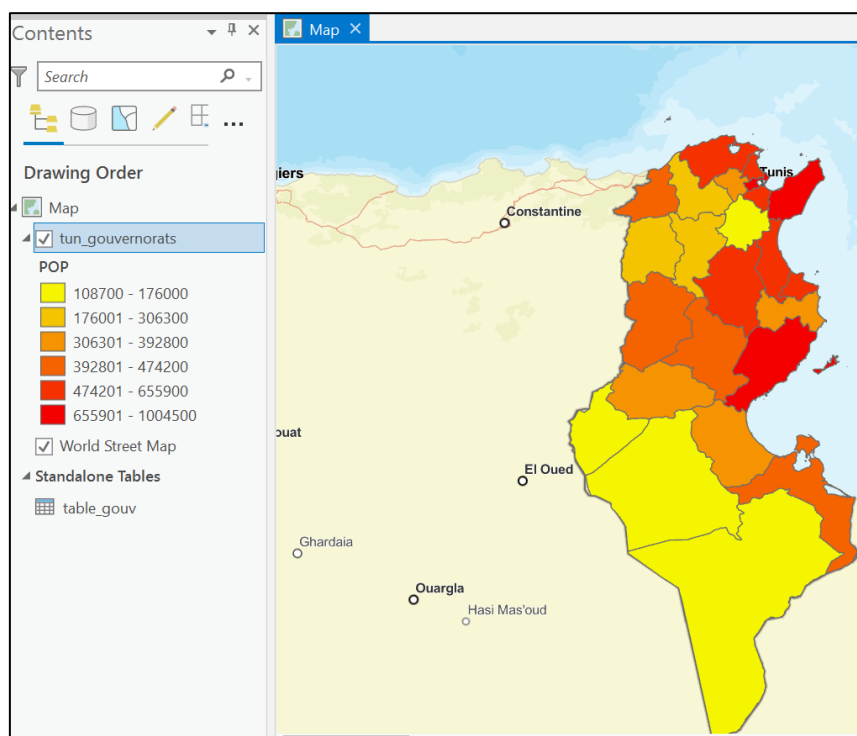 Contents
Search
...
Drawing Order
Map
tun_gouvernorats
POP
108700 - 176000
176001 - 306300
306301 - 392800
392801 - 474200
474201 - 655900
655901 - 1004500
World Street Map
Standalone Tables
table_gouv
Map
giers
Tunis
Constantine
ouat
El Oued
Ghardaia
Ouargla
Hasi Mas'oud